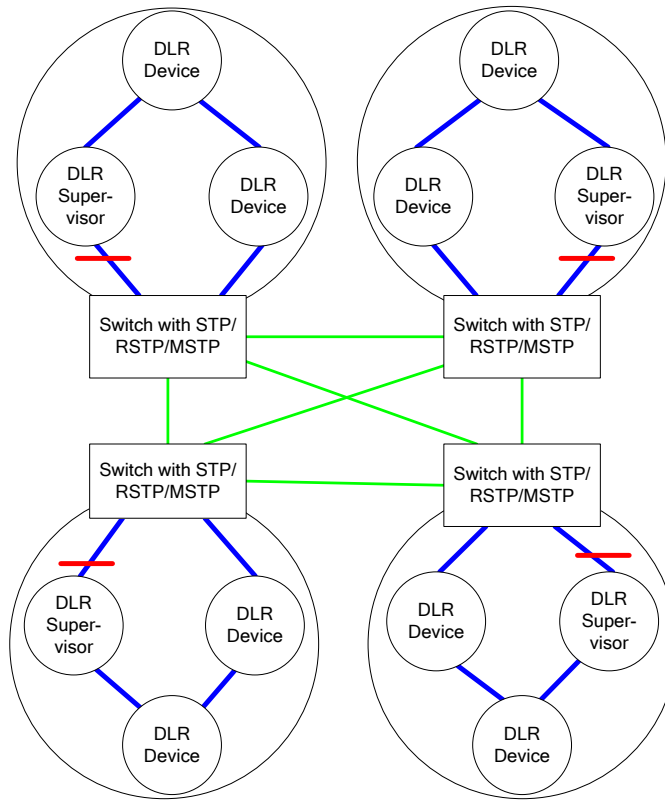 DLR
Device
DLR
Device
DLR
Super-
visor
DLR
Device
DLR
Device
DLR
Super-
visor
Switch with STP/
RSTP/MSTP
Switch with STP/
RSTP/MSTP
Switch with STP/
RSTP/MSTP
Switch with STP/
RSTP/MSTP
DLR
Super-
visor
DLR
Device
DLR
Device
DLR
Super-
visor
DLR
Device
DLR
Device